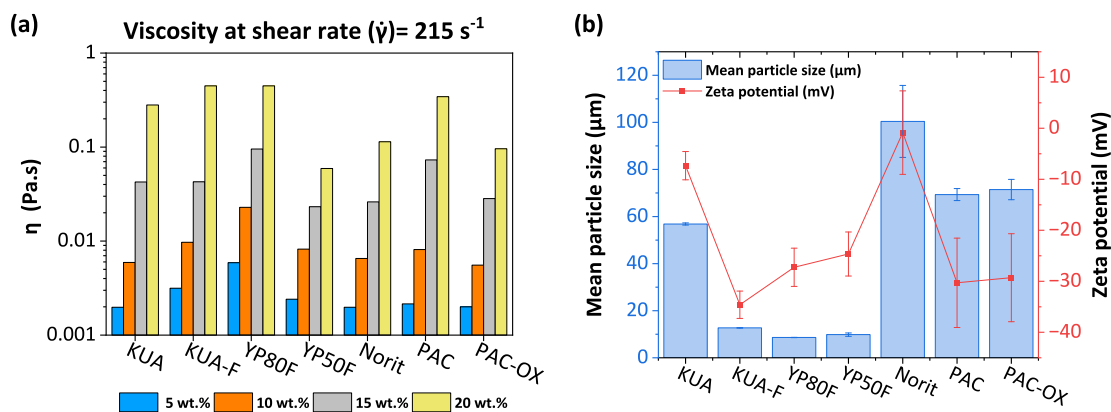 (a)
Viscosity at shear rate (γ̇)= 215 s⁻¹
η (Pa.s)
1
0.1
0.01
0.001
KUA
KUA-F
YP80F
YP50F
Norit
PAC
PAC-OX
5 wt.%
10 wt.%
15 wt.%
20 wt.%
(b)
Mean particle size (μm)
Zeta potential (mV)
Mean particle size (μm)
120
100
80
60
40
20
0
10
0
−10
−20
−30
−40
Zeta potential (mV)
KUA
KUA-F
YP80F
YP50F
Norit
PAC
PAC-OX